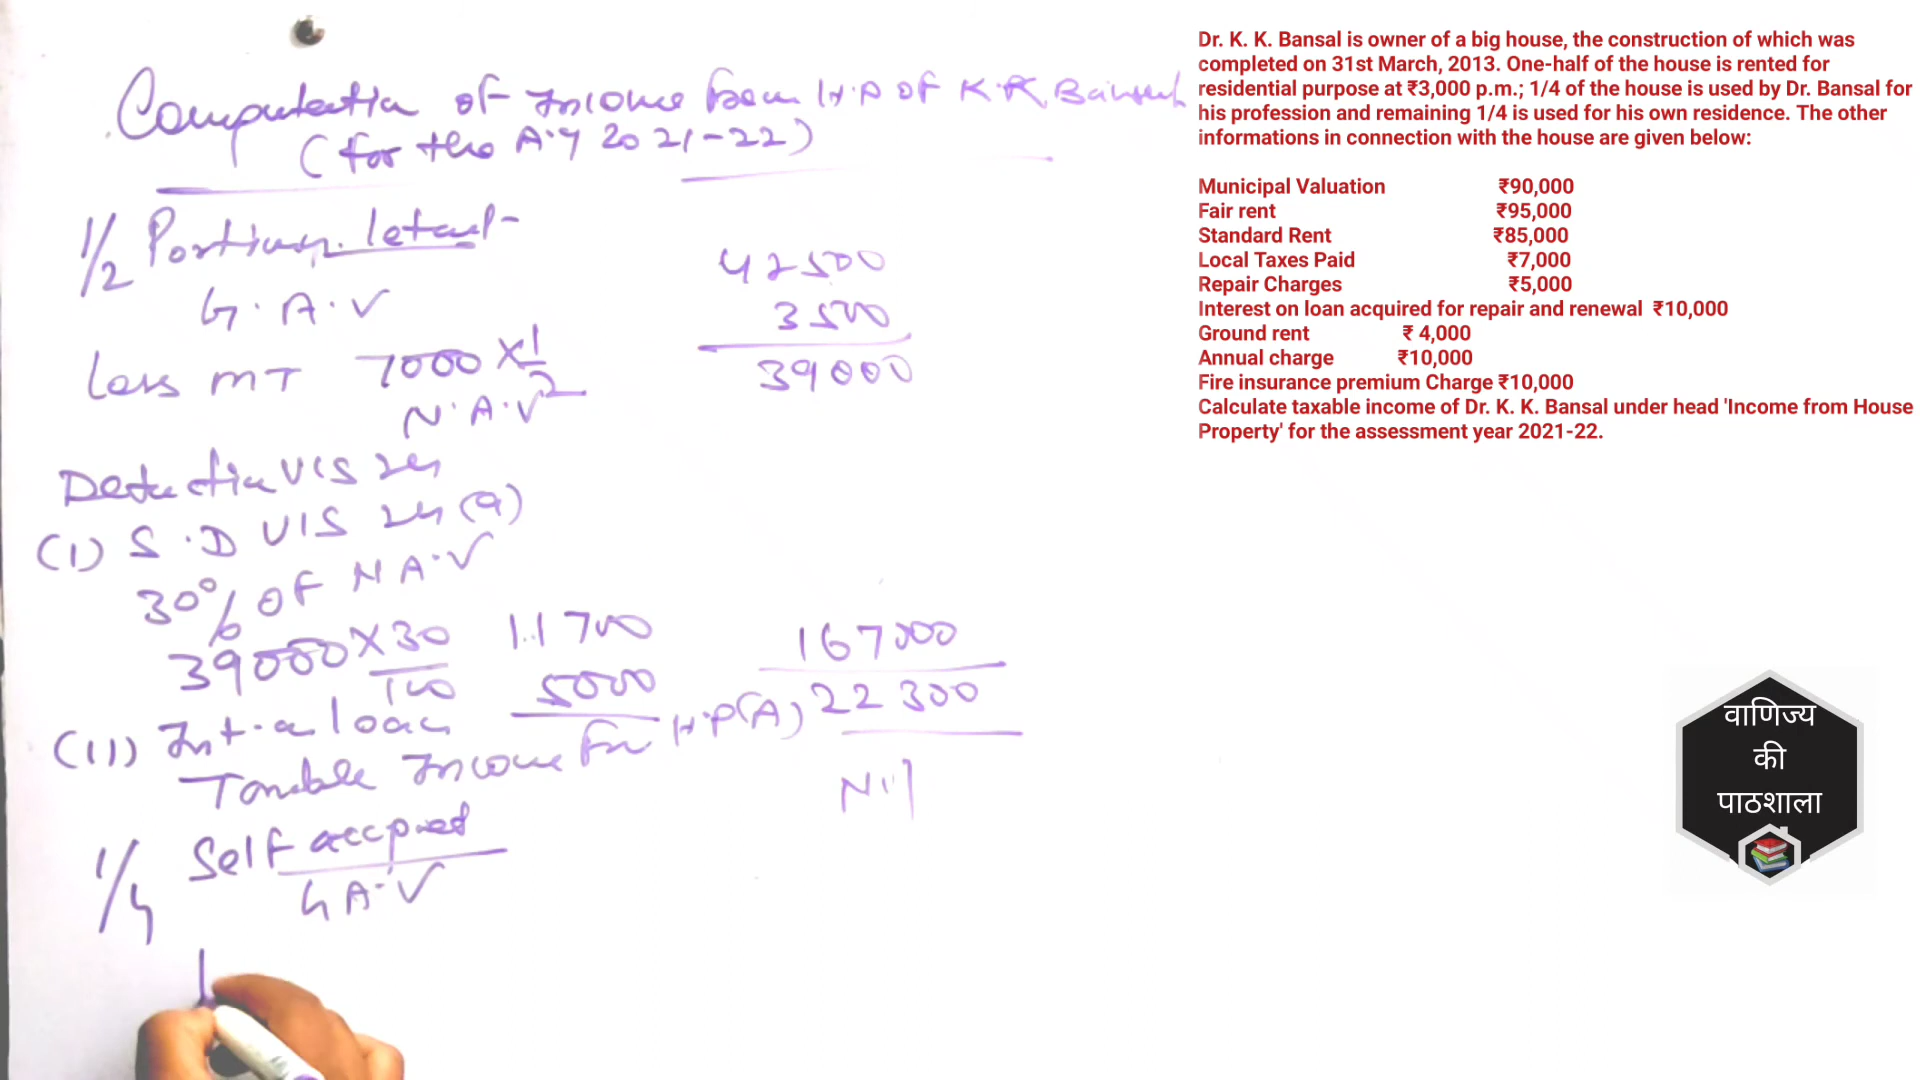 Computation of Income from H.P of K.K. Bansal
(for the A.Y 2021-22)
1/2 Portion letout-
G.A.V 42500
Less MT 7000 x 1/2 3500
N.A.V 39000
Deduction U/S 24
(I) S.D U/S 24 (a)
30% OF N A.V
39000 x 30/100 11700
(II) Int. on loan 5000 16700
Taxable Income from H.P(A) 22300
1/4 Self accpied
G A.V Nil
Dr. K. K. Bansal is owner of a big house, the construction of which was
completed on 31st March, 2013. One-half of the house is rented for
residential purpose at ₹3,000 p.m.; 1/4 of the house is used by Dr. Bansal for
his profession and remaining 1/4 is used for his own residence. The other
informations in connection with the house are given below:
Municipal Valuation ₹90,000
Fair rent ₹95,000
Standard Rent ₹85,000
Local Taxes Paid ₹7,000
Repair Charges ₹5,000
Interest on loan acquired for repair and renewal ₹10,000
Ground rent ₹ 4,000
Annual charge ₹10,000
Fire insurance premium Charge ₹10,000
Calculate taxable income of Dr. K. K. Bansal under head 'Income from House
Property' for the assessment year 2021-22.
वाणिज्य
की
पाठशाला